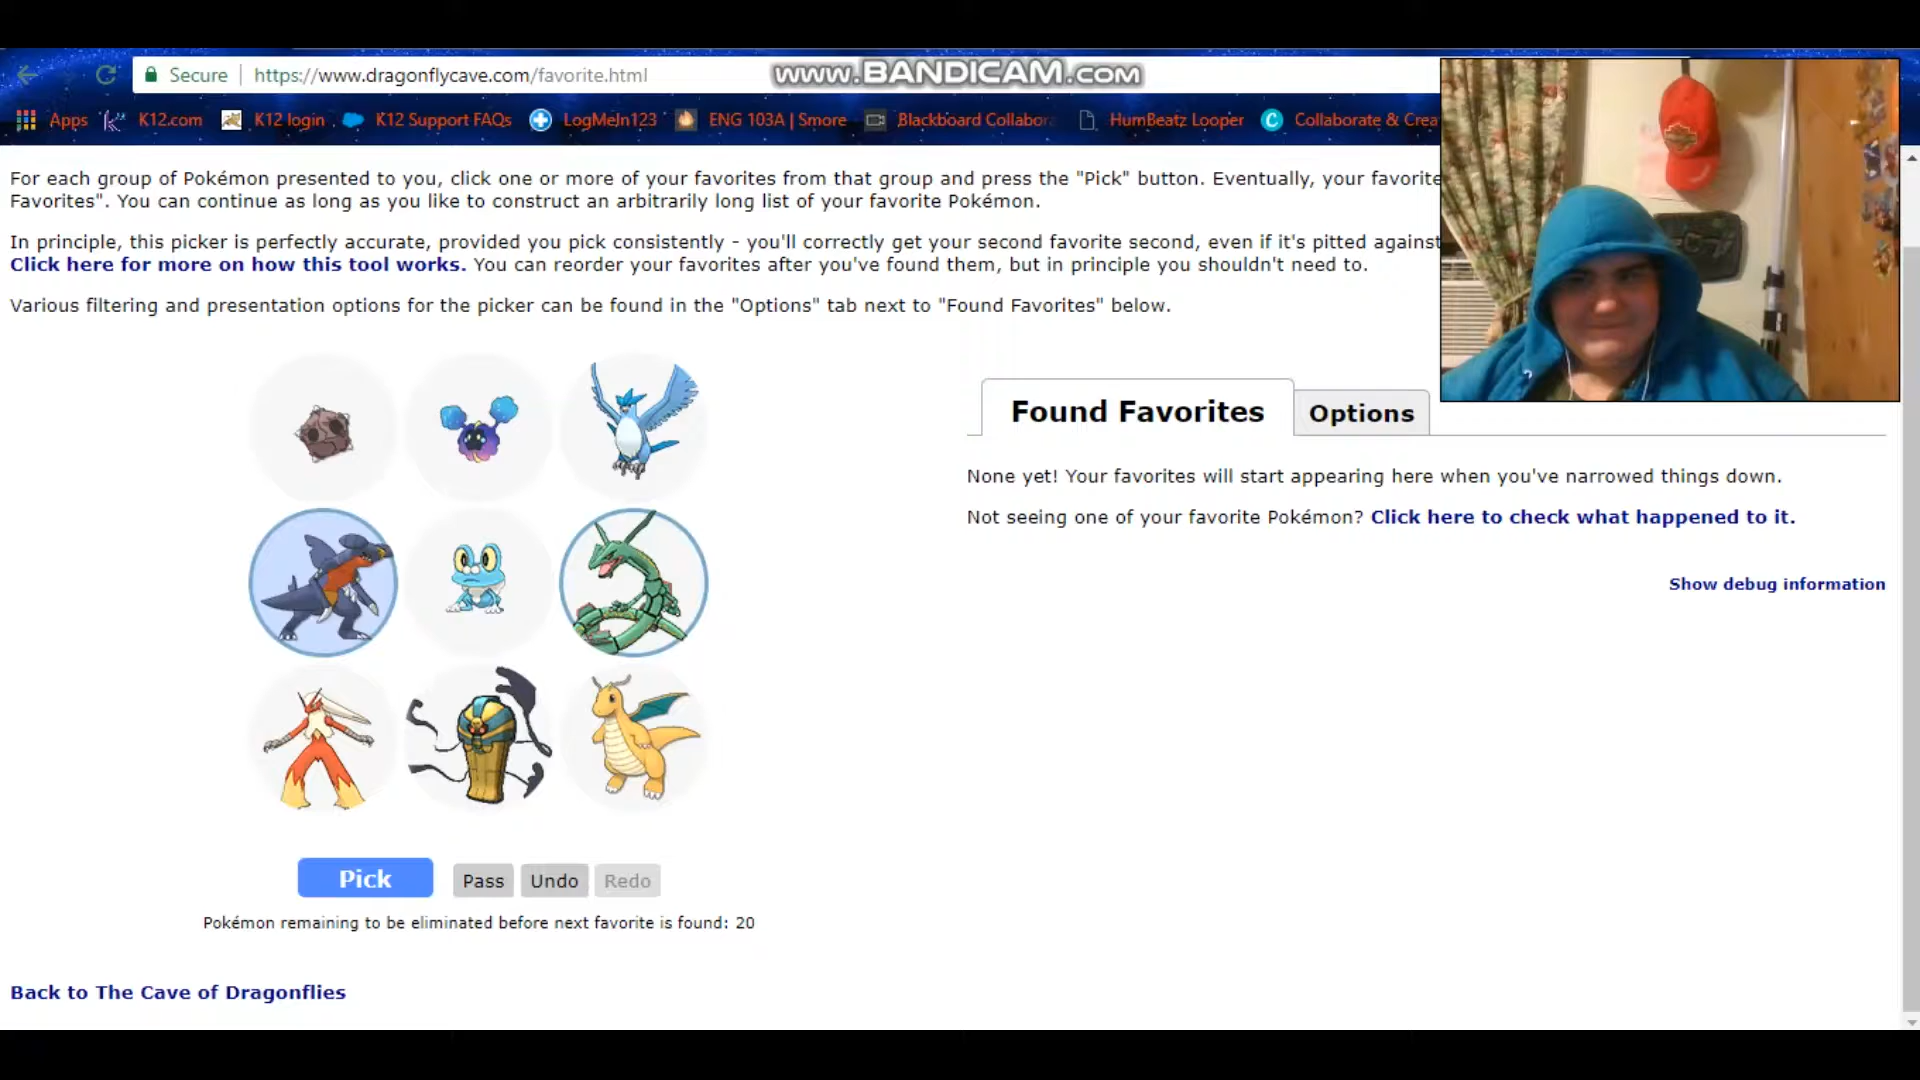 Secure
https://www.dragonflycave.com/favorite.html
www.BANDICAM.com
Apps K12.com K12 login K12 Support FAQs LogMeIn123 ENG 103A | Smore Blackboard Collabor HumBeatz Looper Collaborate & Crea
For each group of Pokémon presented to you, click one or more of your favorites from that group and press the "Pick" button. Eventually, your favorite
Favorites". You can continue as long as you like to construct an arbitrarily long list of your favorite Pokémon.
In principle, this picker is perfectly accurate, provided you pick consistently - you'll correctly get your second favorite second, even if it's pitted against
Click here for more on how this tool works. You can reorder your favorites after you've found them, but in principle you shouldn't need to.
Various filtering and presentation options for the picker can be found in the "Options" tab next to "Found Favorites" below.
Found Favorites Options
None yet! Your favorites will start appearing here when you've narrowed things down.
Not seeing one of your favorite Pokémon? Click here to check what happened to it.
Show debug information
Pick Pass Undo Redo
Pokémon remaining to be eliminated before next favorite is found: 20
Back to The Cave of Dragonflies